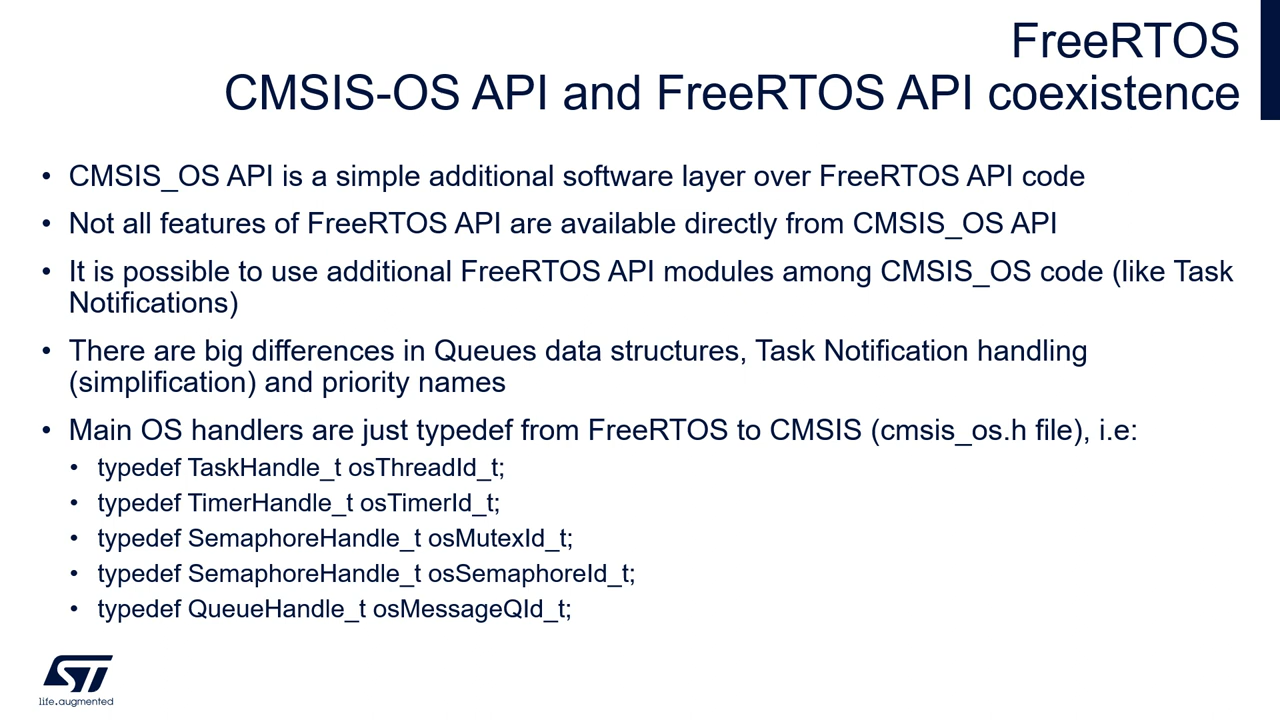 FreeRTOS
CMSIS-OS API and FreeRTOS API coexistence
• CMSIS_OS API is a simple additional software layer over FreeRTOS API code
• Not all features of FreeRTOS API are available directly from CMSIS_OS API
• It is possible to use additional FreeRTOS API modules among CMSIS_OS code (like Task
Notifications)
• There are big differences in Queues data structures, Task Notification handling
(simplification) and priority names
• Main OS handlers are just typedef from FreeRTOS to CMSIS (cmsis_os.h file), i.e:
• typedef TaskHandle_t osThreadId_t;
• typedef TimerHandle_t osTimerId_t;
• typedef SemaphoreHandle_t osMutexId_t;
• typedef SemaphoreHandle_t osSemaphoreId_t;
• typedef QueueHandle_t osMessageQId_t;
ST
life.augmented